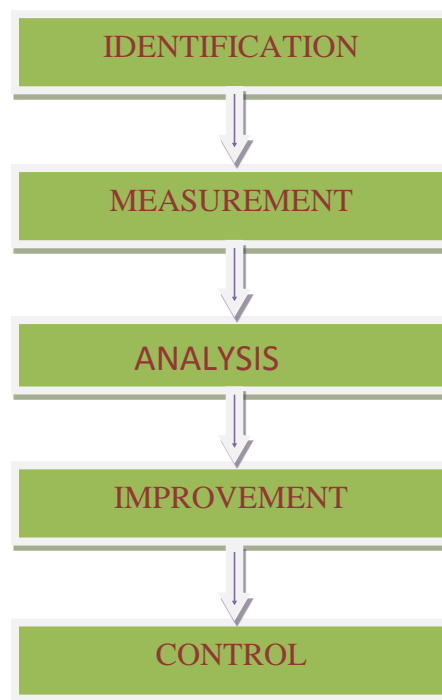 IDENTIFICATION
MEASUREMENT
ANALYSIS
IMPROVEMENT
CONTROL